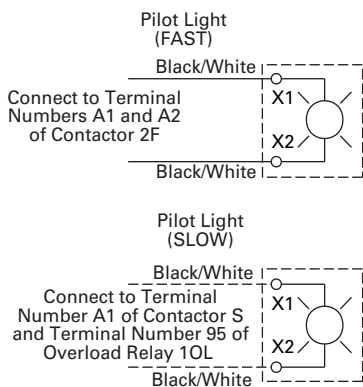 Pilot Light
(FAST)
Black/White
Connect to Terminal
Numbers A1 and A2
of Contactor 2F
X1
X2
Black/White
Pilot Light
(SLOW)
Black/White
Connect to Terminal
Number A1 of Contactor S
and Terminal Number 95 of
Overload Relay 1OL
X1
X2
Black/White